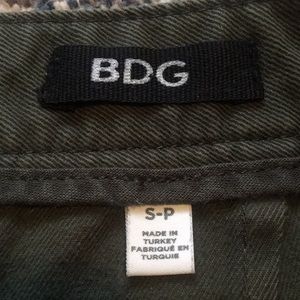 BDG
S-P
MADE IN
TURKEY
FABRIQUÉ EN
TURQUIE